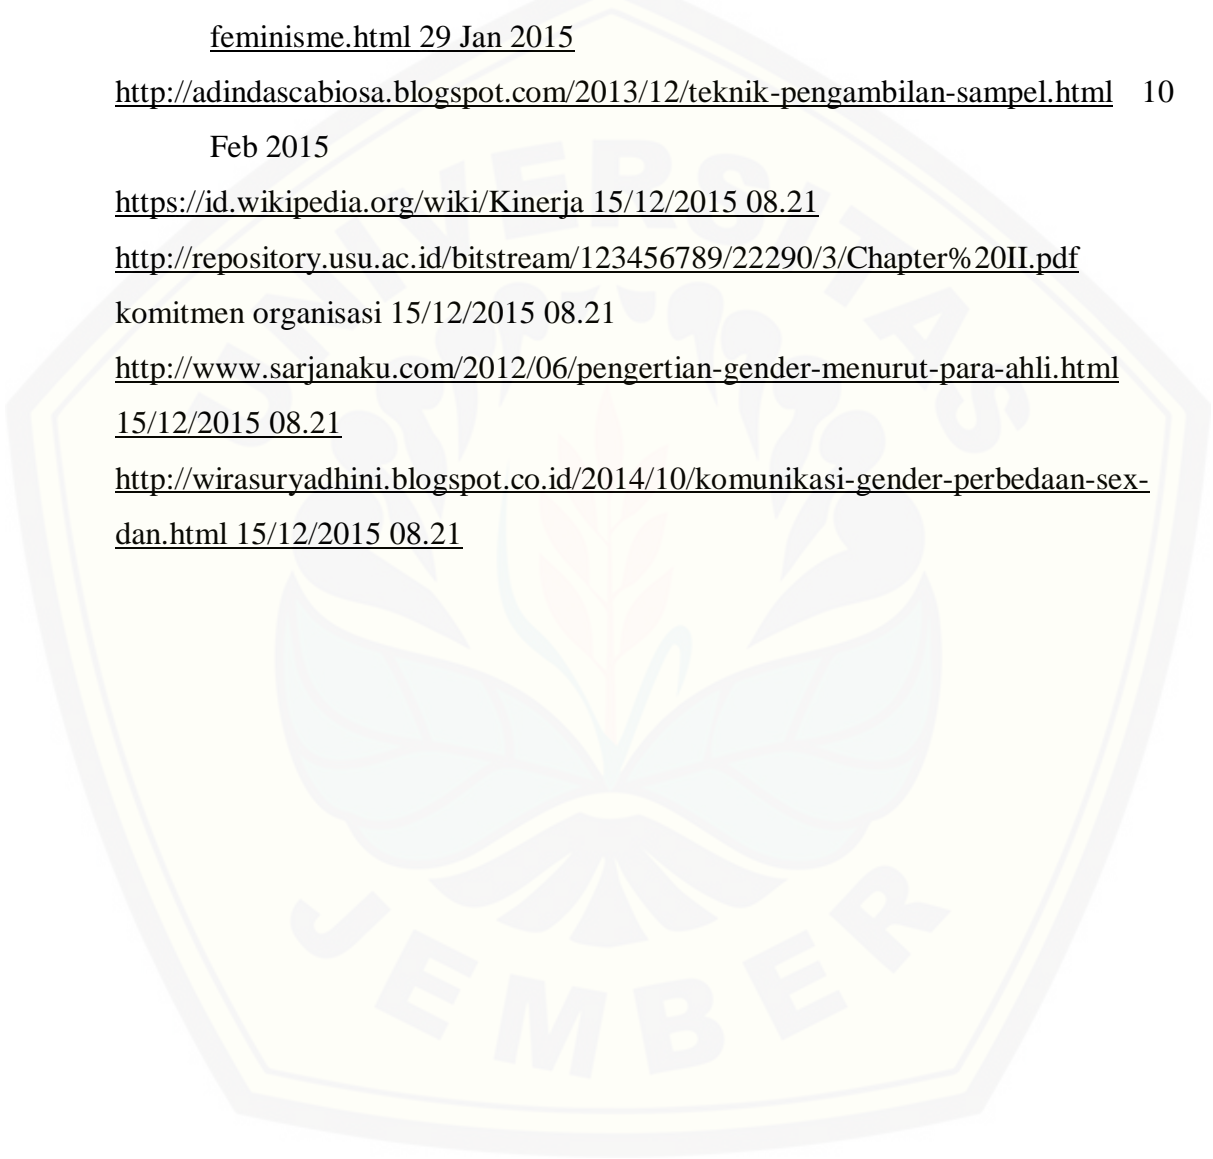 feminisme.html 29 Jan 2015
http://adindascabiosa.blogspot.com/2013/12/teknik-pengambilan-sampel.html 10
Feb 2015
https://id.wikipedia.org/wiki/Kinerja 15/12/2015 08.21
http://repository.usu.ac.id/bitstream/123456789/22290/3/Chapter%20II.pdf
komitmen organisasi 15/12/2015 08.21
http://www.sarjanaku.com/2012/06/pengertian-gender-menurut-para-ahli.html
15/12/2015 08.21
http://wirasuryadhini.blogspot.co.id/2014/10/komunikasi-gender-perbedaan-sex-
dan.html 15/12/2015 08.21
UNIVERSITAS
JEMBER